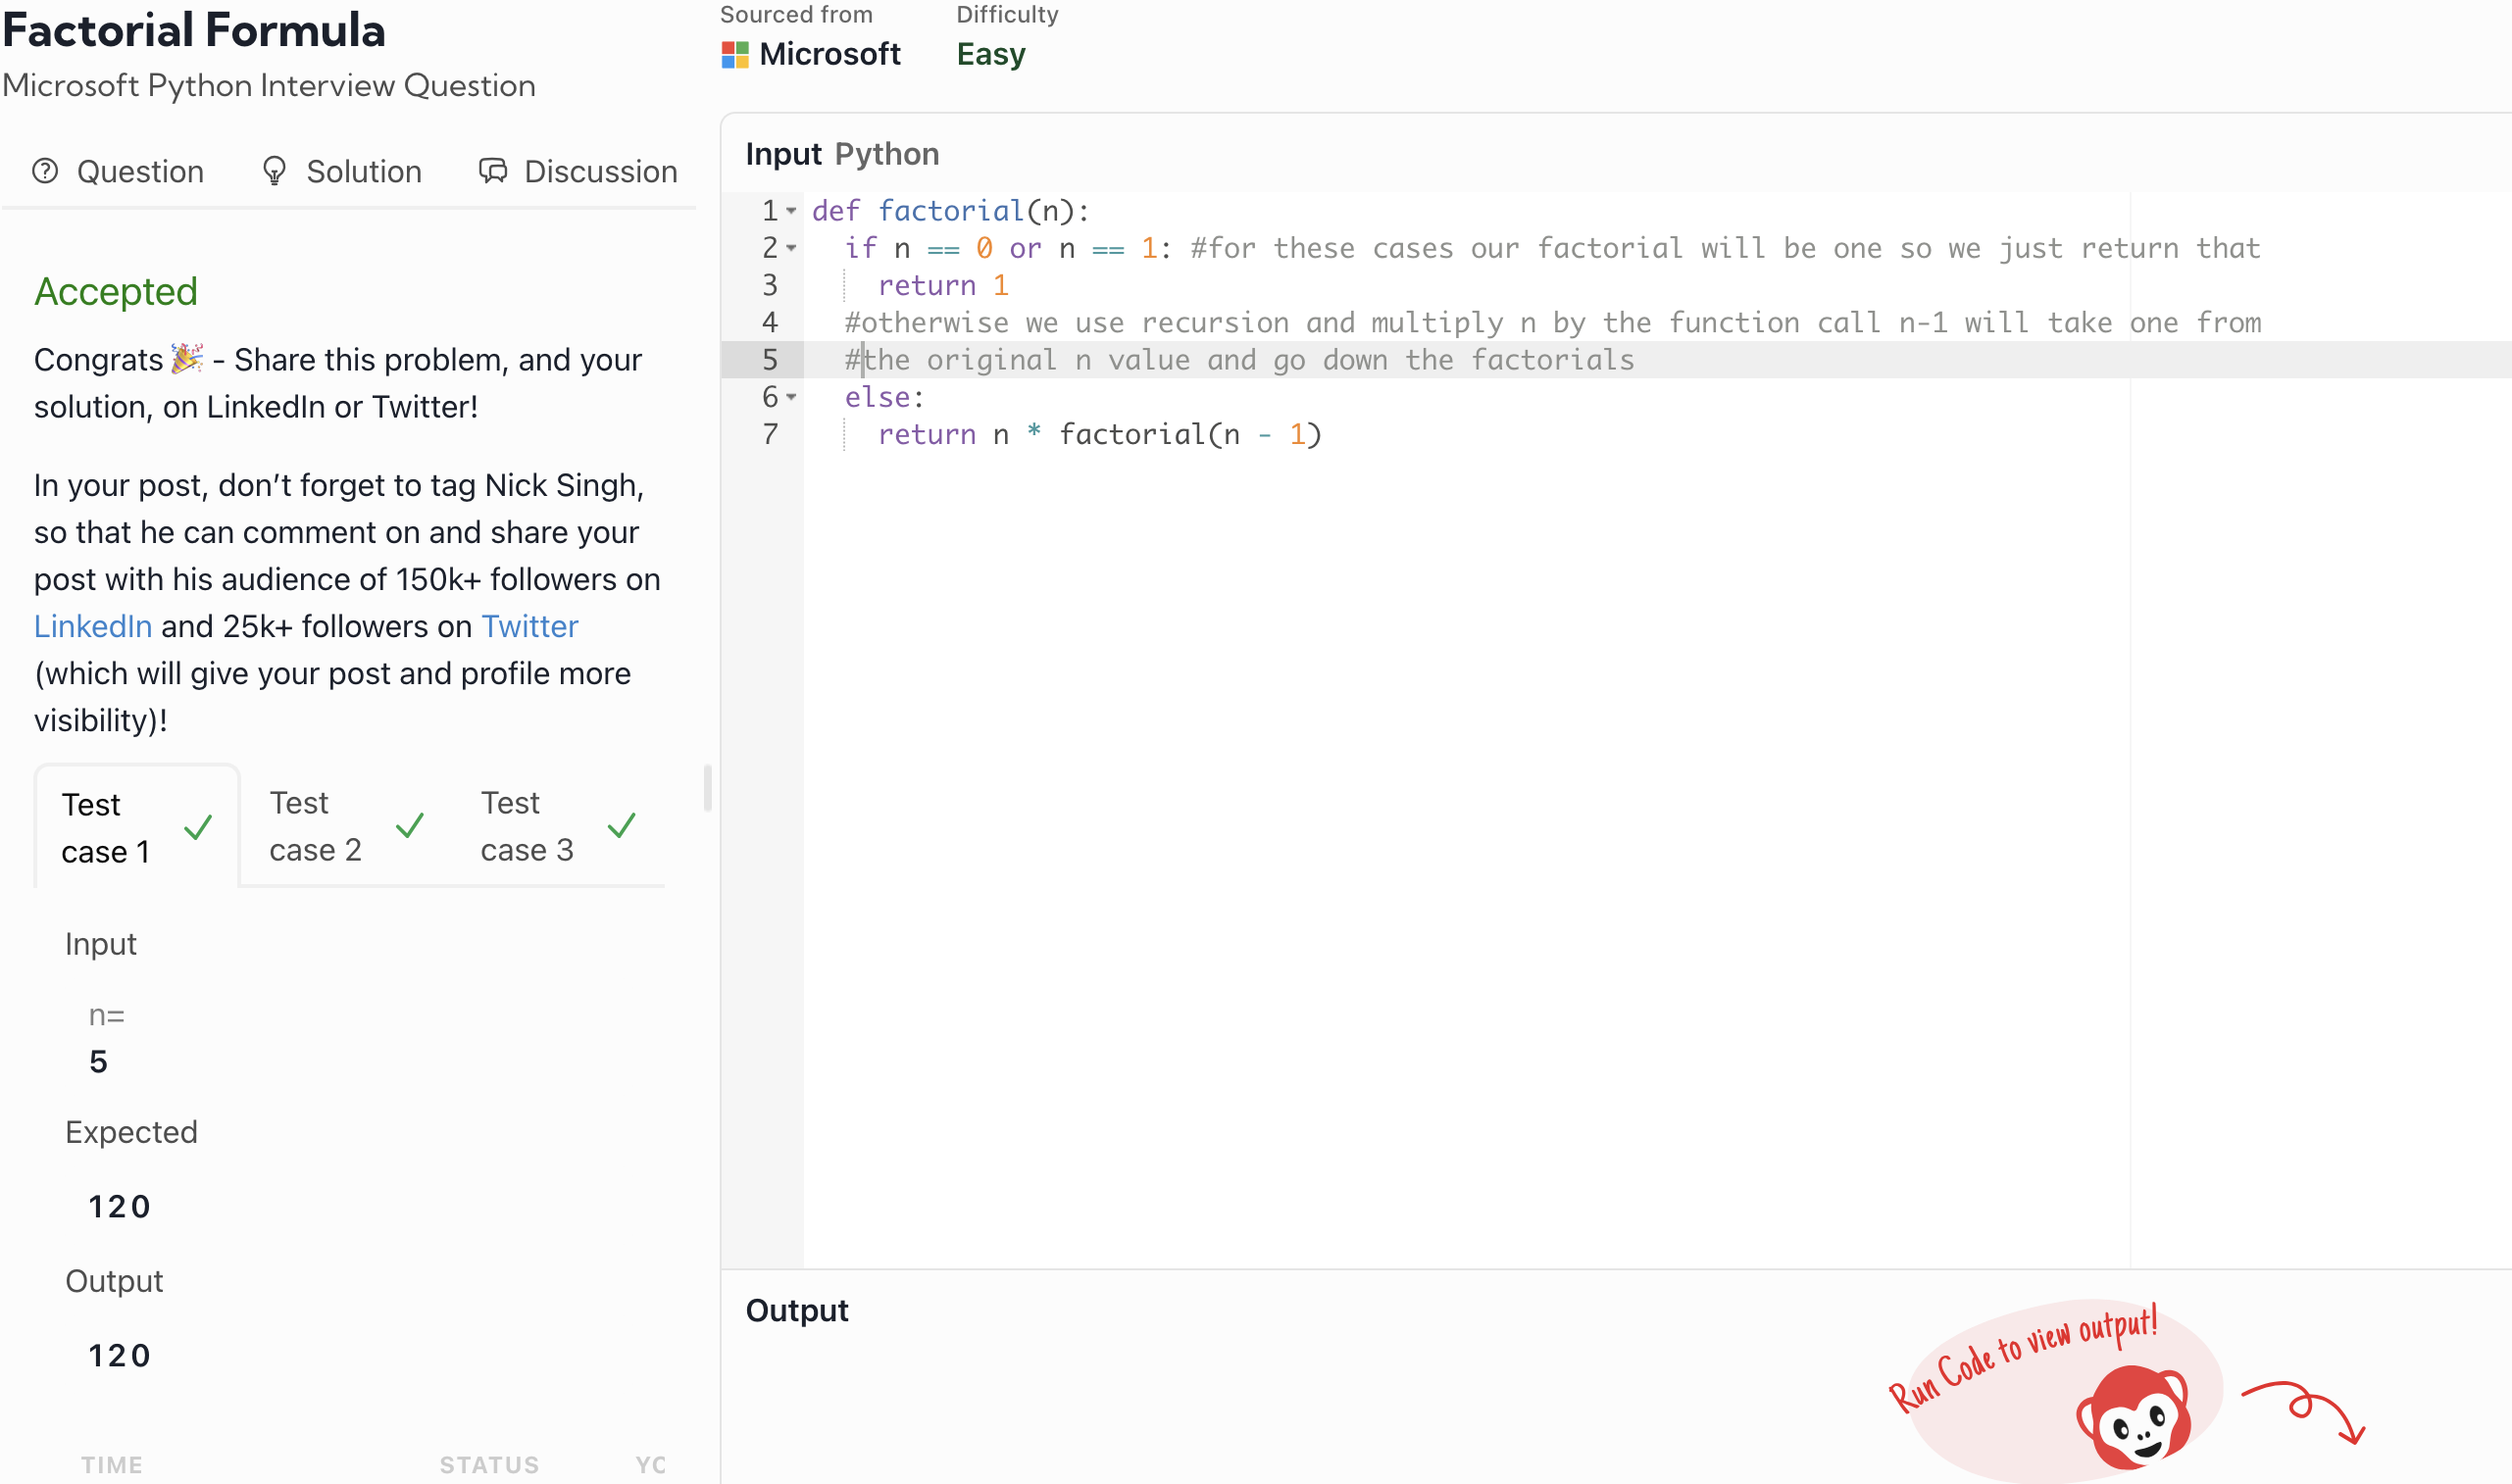 Factorial Formula
Microsoft Python Interview Question
Question Solution Discussion
Accepted
Congrats 🎉 - Share this problem, and your
solution, on LinkedIn or Twitter!
In your post, don’t forget to tag Nick Singh,
so that he can comment on and share your
post with his audience of 150k+ followers on
LinkedIn and 25k+ followers on Twitter
(which will give your post and profile more
visibility)!
Test case 1
Test case 2
Test case 3
Input
n=
5
Expected
120
Output
120
TIME STATUS YO
Sourced from
Microsoft
Difficulty
Easy
Input Python
1 def factorial(n):
2   if n == 0 or n == 1: #for these cases our factorial will be one so we just return that
3     return 1
4   #otherwise we use recursion and multiply n by the function call n-1 will take one from
5   #the original n value and go down the factorials
6   else:
7     return n * factorial(n - 1)
Output
Run Code to view output!